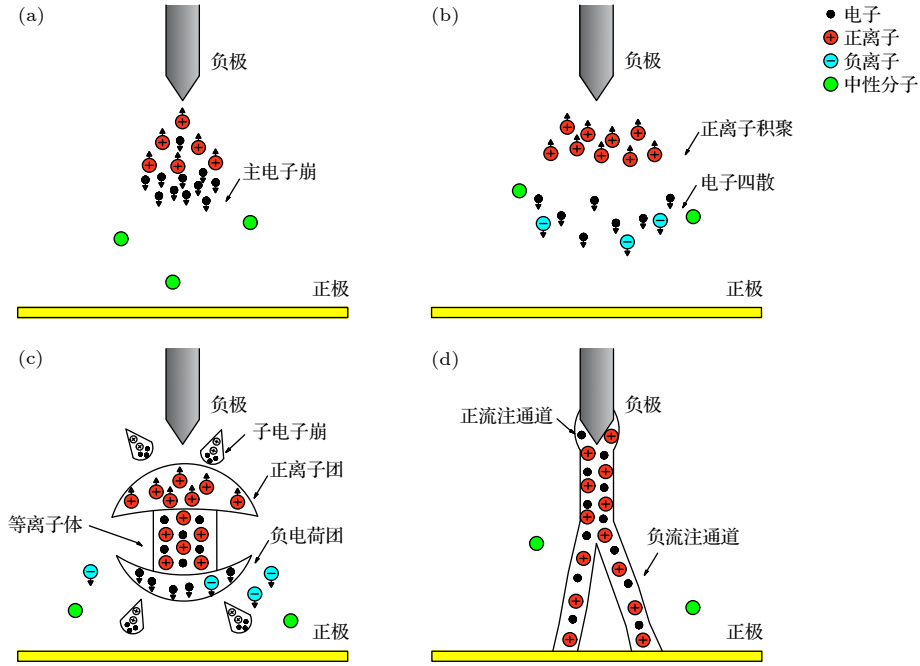 (a)
负极
主电子崩
正极
(b)
负极
正离子积聚
电子四散
正极
电子
正离子
负离子
中性分子
(c)
负极
子电子崩
正离子团
等离子体
负电荷团
正极
(d)
正流注通道
负极
负流注通道
正极